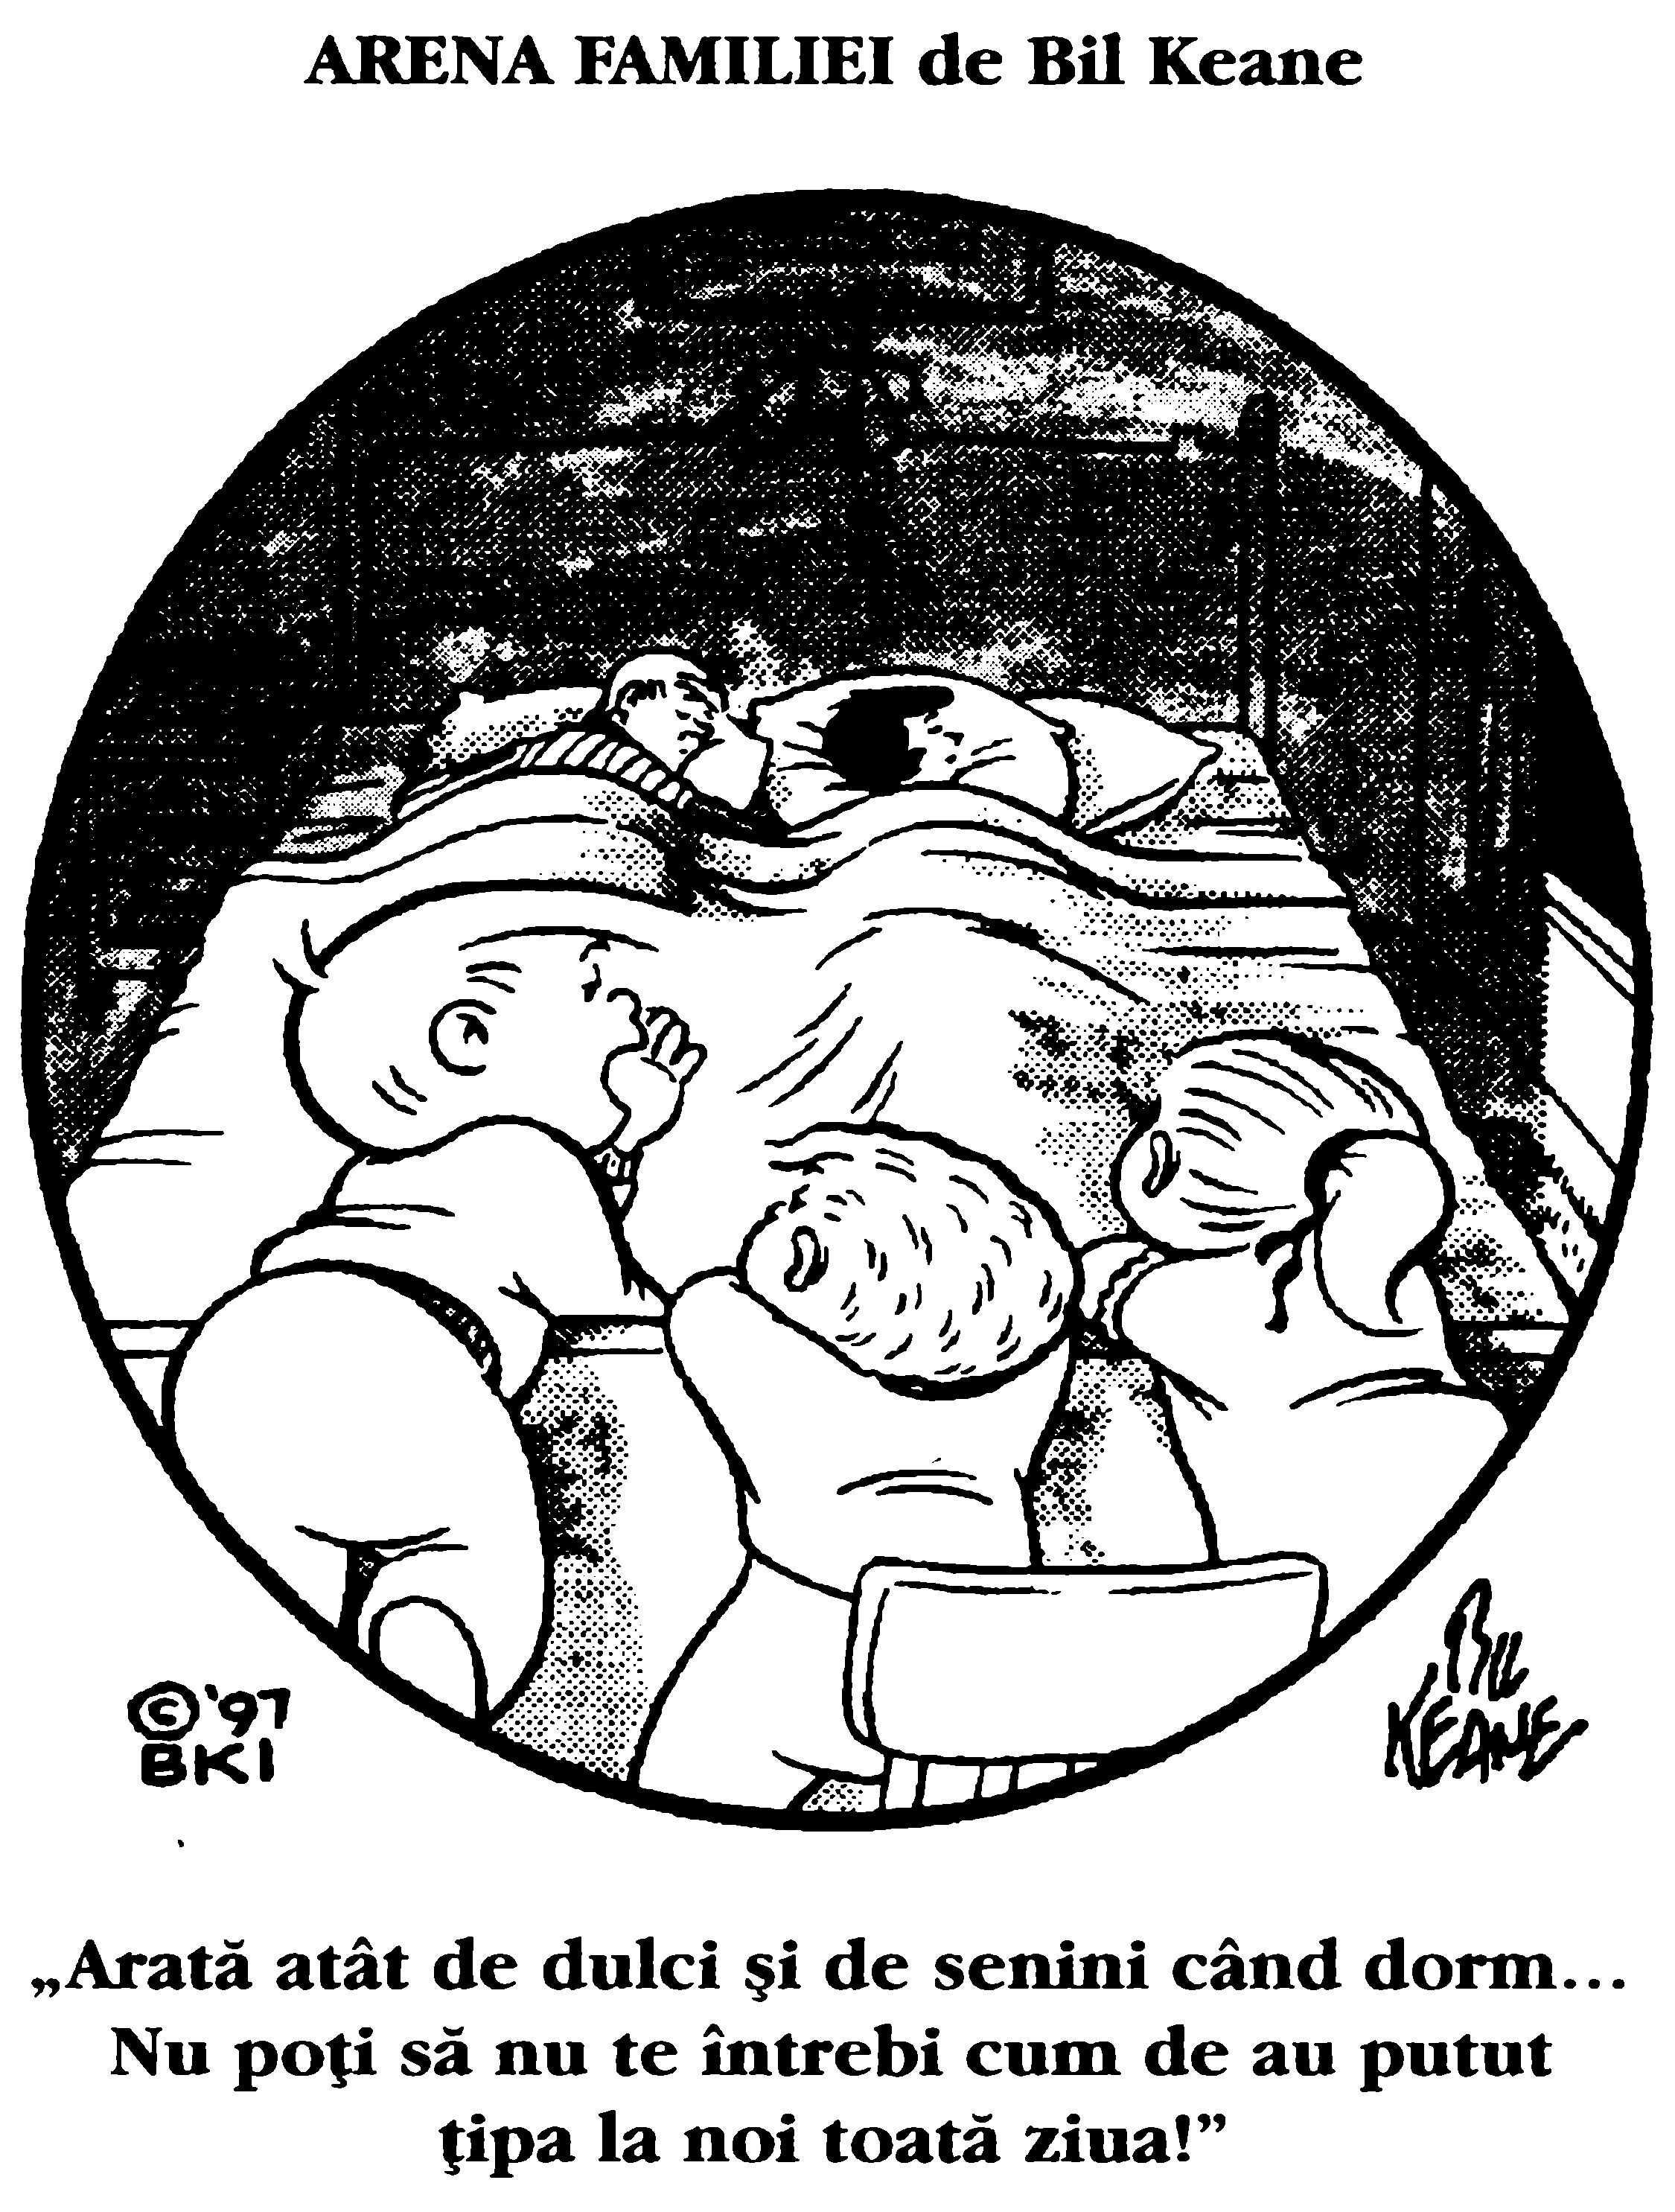 ARENA FAMILIEI de Bil Keane
©'97
BKI
BIL
KEANE
„Arată atât de dulci şi de senini când dorm...
Nu poţi să nu te întrebi cum de au putut
ţipa la noi toată ziua!”